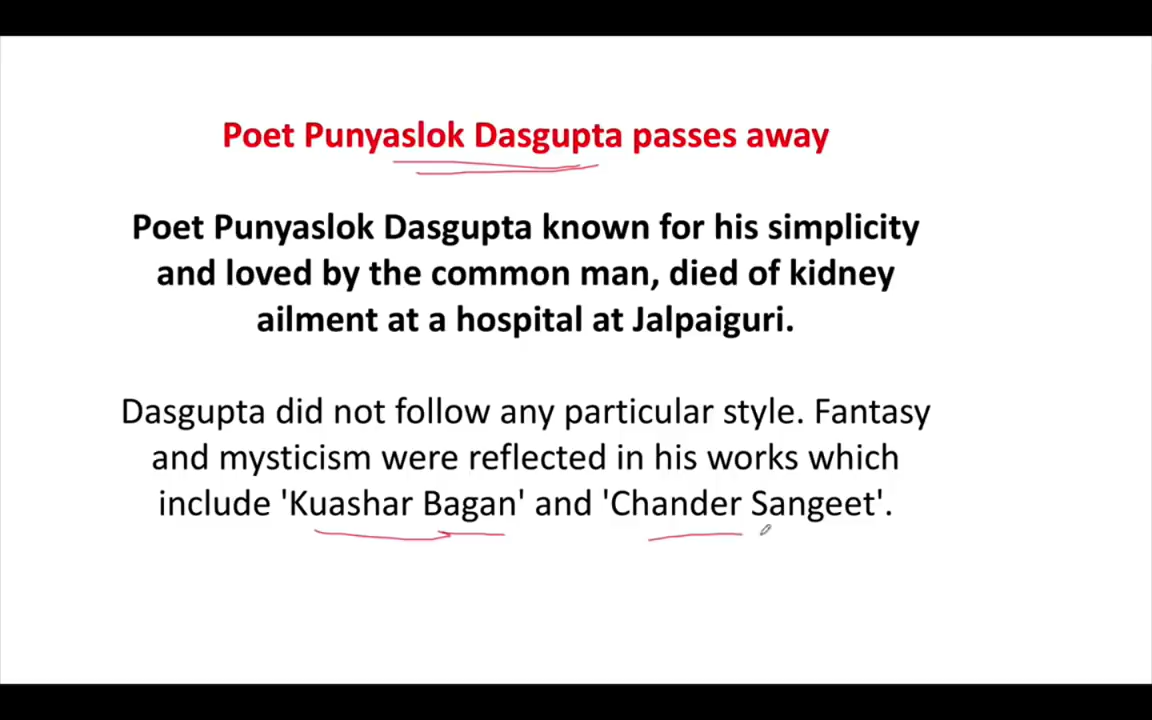 Poet Punyaslok Dasgupta passes away
Poet Punyaslok Dasgupta known for his simplicity
and loved by the common man, died of kidney
ailment at a hospital at Jalpaiguri.
Dasgupta did not follow any particular style. Fantasy
and mysticism were reflected in his works which
include 'Kuashar Bagan' and 'Chander Sangeet'.